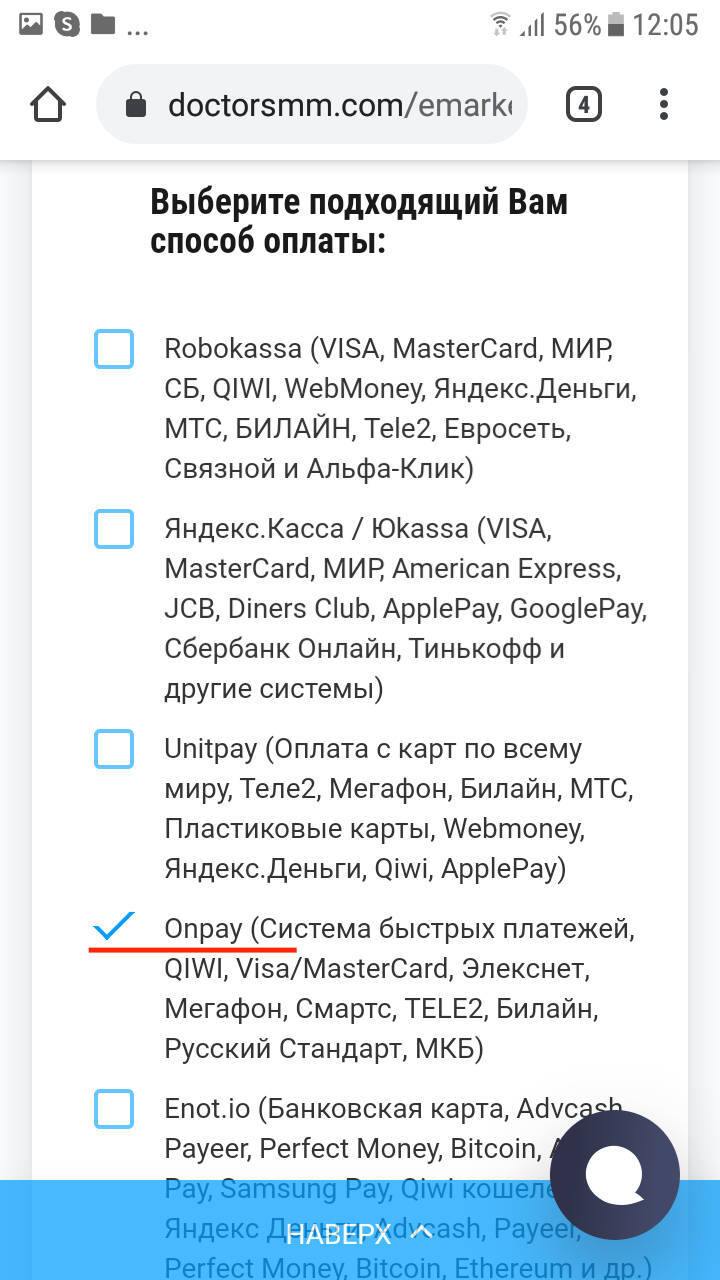 S ... 56% 12:05
doctorsmm.com/emark
4
Выберите подходящий Вам
способ оплаты:
Robokassa (VISA, MasterCard, МИР,
СБ, QIWI, WebMoney, Яндекс.Деньги,
МТС, БИЛАЙН, Tele2, Евросеть,
Связной и Альфа-Клик)
Яндекс.Касса / Юkassa (VISA,
MasterCard, МИР, American Express,
JCB, Diners Club, ApplePay, GooglePay,
Сбербанк Онлайн, Тинькофф и
другие системы)
Unitpay (Оплата с карт по всему
миру, Теле2, Мегафон, Билайн, МТС,
Пластиковые карты, Webmoney,
Яндекс.Деньги, Qiwi, ApplePay)
Onpay (Система быстрых платежей,
QIWI, Visa/MasterCard, Элекснет,
Мегафон, Смартс, TELE2, Билайн,
Русский Стандарт, МКБ)
Enot.io (Банковская карта, Advcash
Payeer, Perfect Money, Bitcoin,
Pay, Samsung Pay, Qiwi кошеле
Яндекс Advcash, Payeer,
НАВЕРХ
Perfect Money, Bitcoin, Ethereum и др.)